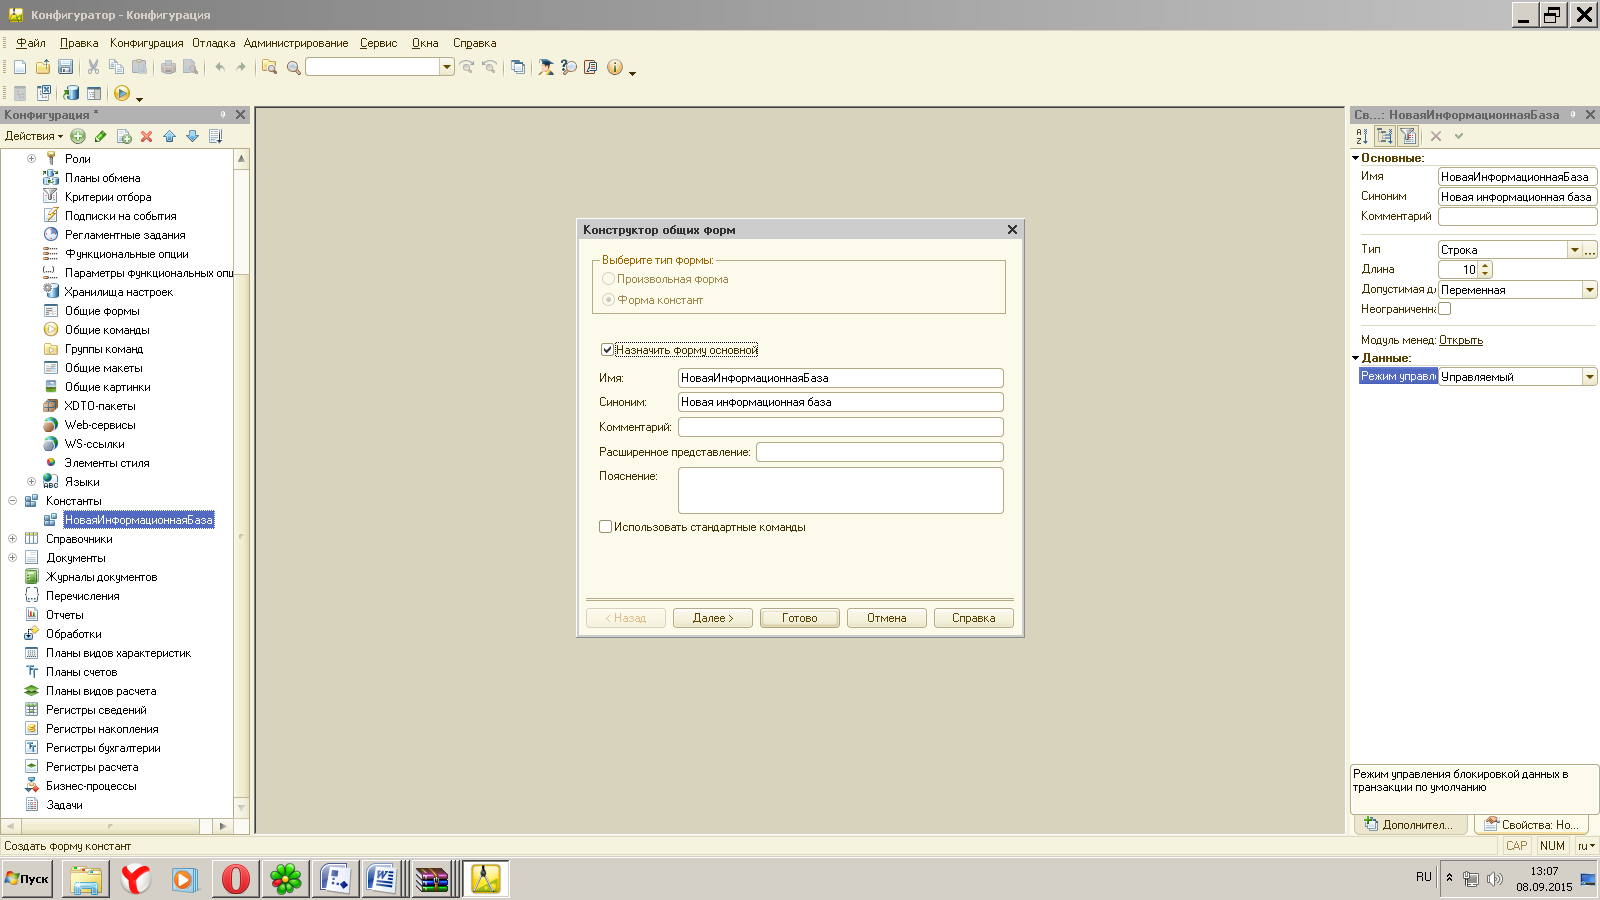 Конфигуратор - Конфигурация
Файл Правка Конфигурация Отладка Администрирование Сервис Окна Справка
Конфигурация *
Действия
Роли
Планы обмена
Критерии отбора
Подписки на события
Регламентные задания
Функциональные опции
Параметры функциональных опц
Хранилища настроек
Общие формы
Общие команды
Группы команд
Общие макеты
Общие картинки
XDTO-пакеты
Web-сервисы
WS-ссылки
Элементы стиля
Языки
Константы
НоваяИнформационнаяБаза
Справочники
Документы
Журналы документов
Перечисления
Отчеты
Обработки
Планы видов характеристик
Планы счетов
Планы видов расчета
Регистры сведений
Регистры накопления
Регистры бухгалтерии
Регистры расчета
Бизнес-процессы
Задачи
Конструктор общих форм
Выберите тип формы:
Произвольная форма
Форма констант
Назначить форму основной
Имя: НоваяИнформационнаяБаза
Синоним: Новая информационная база
Комментарий:
Расширенное представление:
Пояснение:
Использовать стандартные команды
< Назад Далее > Готово Отмена Справка
Св...: НоваяИнформационнаяБаза
Основные:
Имя НоваяИнформационнаяБаза
Синоним Новая информационная база
Комментарий
Тип Строка ...
Длина 10
Допустимая д Переменная
Неограниченна
Модуль менед: Открыть
Данные:
Режим управл Управляемый
Режим управления блокировкой данных в
транзакции по умолчанию
Дополнител... Свойства: Но...
Создать форму констант
CAP NUM ru
Пуск
RU
13:07
08.09.2015